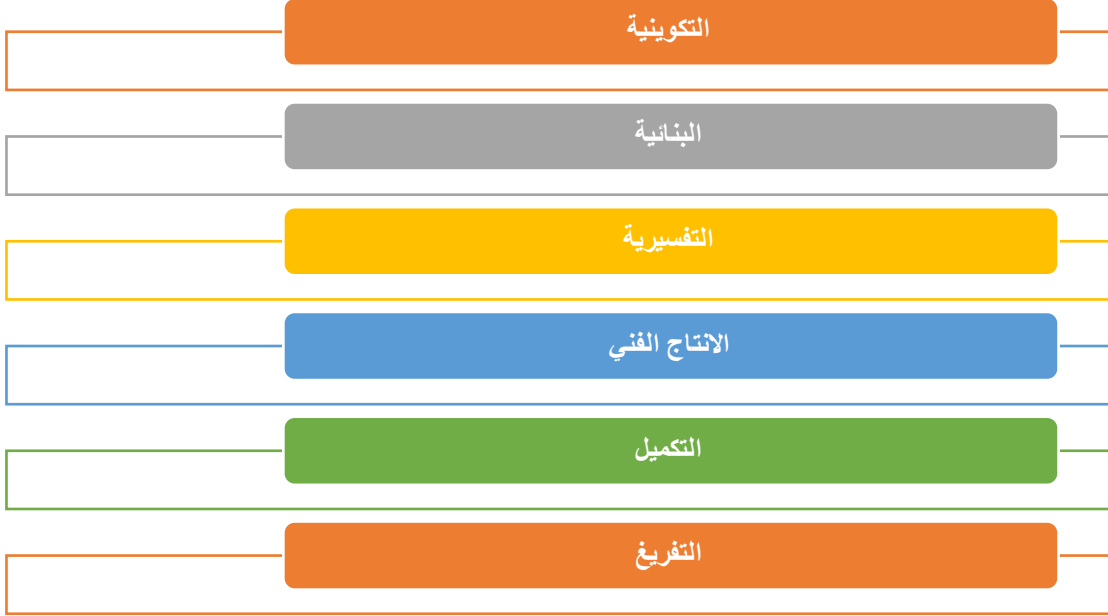 التكوينية
البنائية
التفسيرية
الانتاج الفني
التكميل
التفريغ